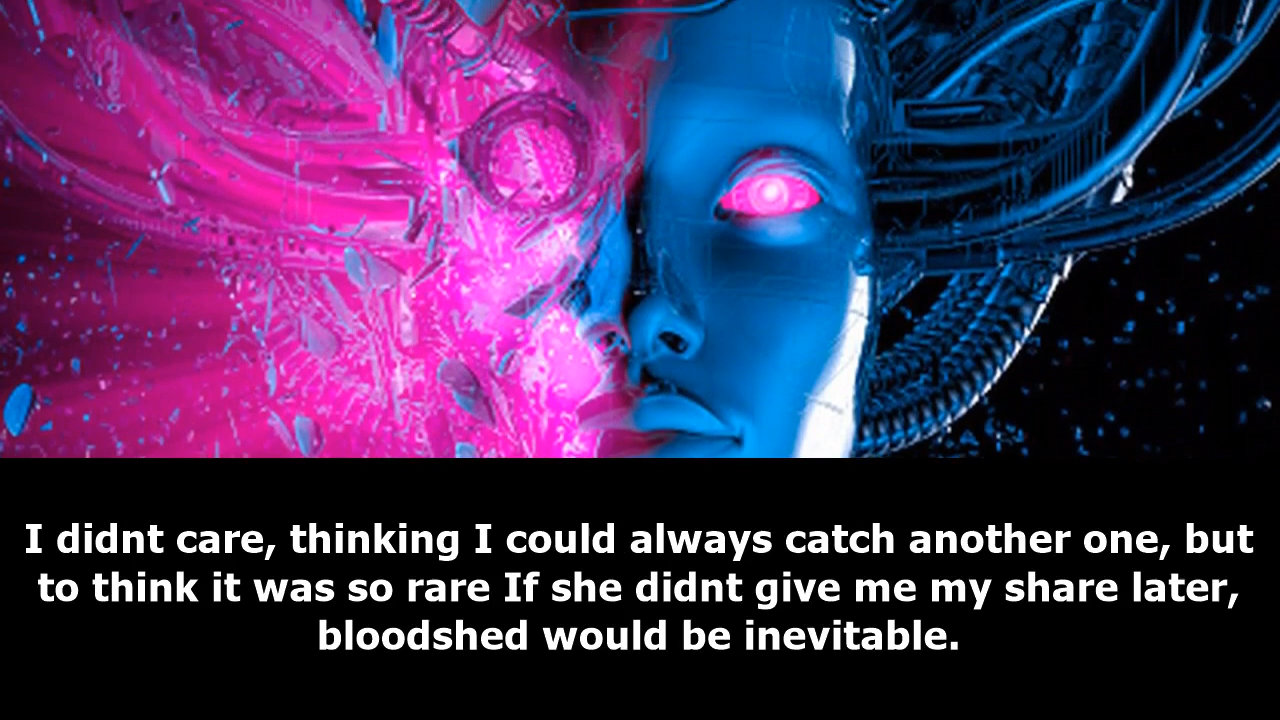 I didnt care, thinking I could always catch another one, but
to think it was so rare If she didnt give me my share later,
bloodshed would be inevitable.